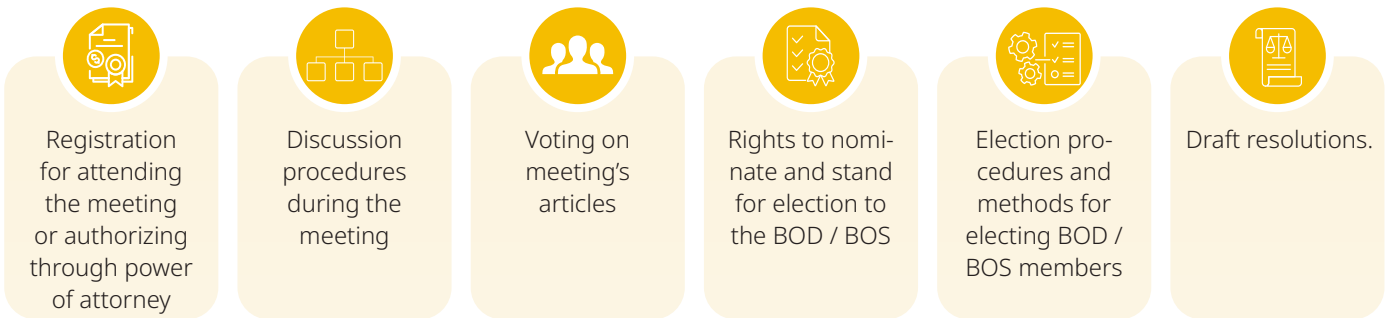 Registration
for attending
the meeting
or authorizing
through power
of attorney
Discussion
procedures
during the
meeting
Voting on
meeting’s
articles
Rights to nomi-
nate and stand
for election to
the BOD / BOS
Election pro-
cedures and
methods for
electing BOD /
BOS members
Draft resolutions.